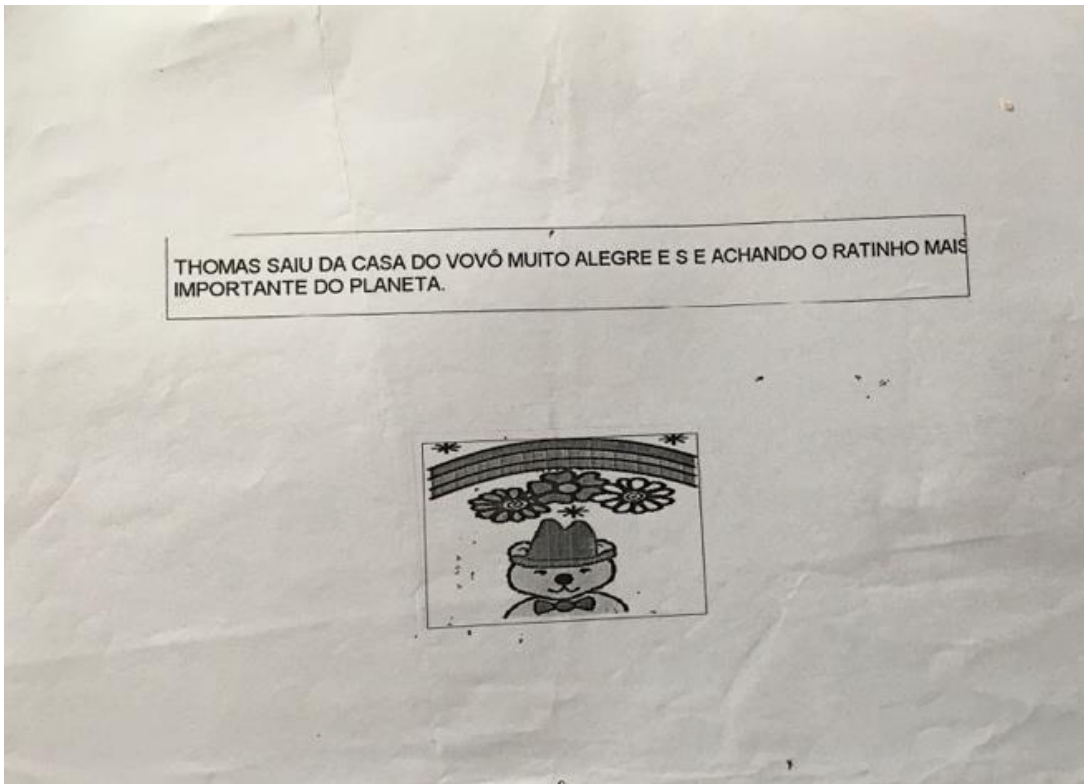 THOMAS SAIU DA CASA DO VOVÔ MUITO ALEGRE E S E ACHANDO O RATINHO MAIS
IMPORTANTE DO PLANETA.